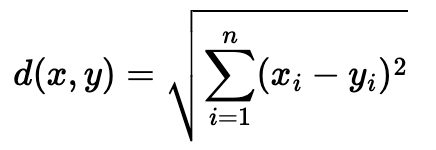 d(x, y) = √(∑_{i=1}^{n} (x_i − y_i)²)